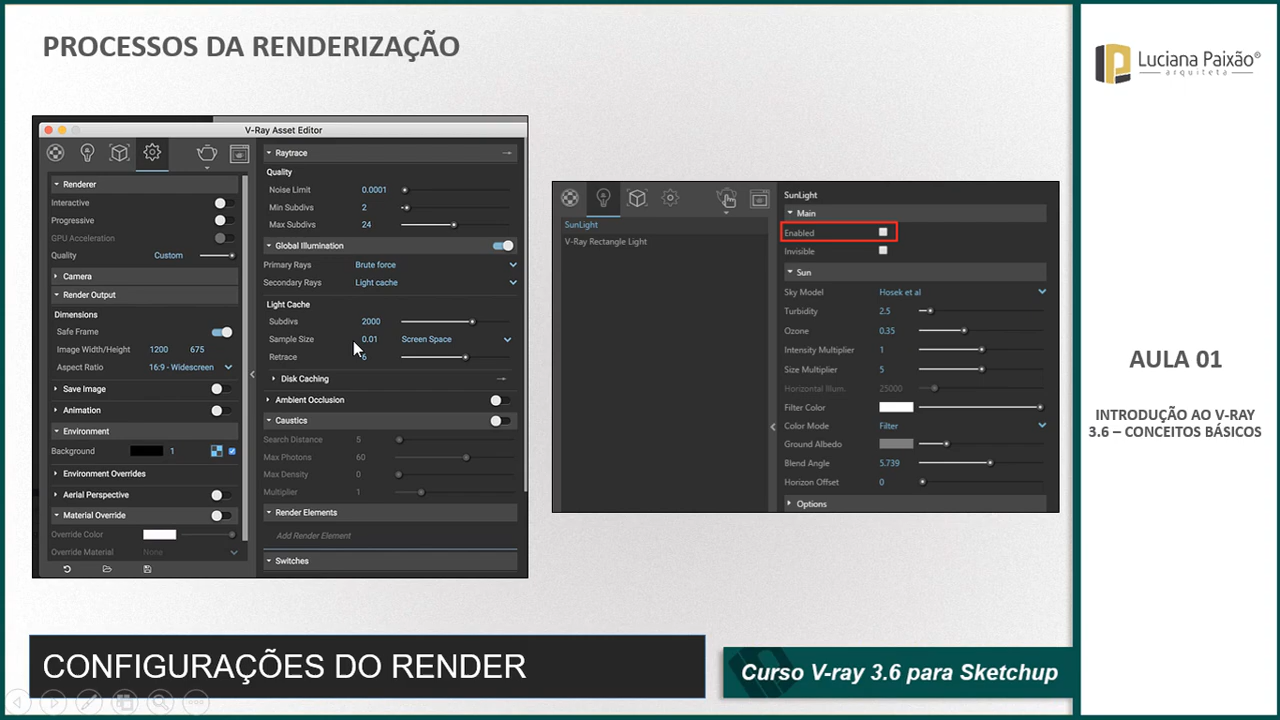 PROCESSOS DA RENDERIZAÇÃO
V-Ray Asset Editor
Renderer
Interactive
Progressive
GPU Acceleration
Quality Custom
Camera
Render Output
Dimensions
Safe Frame
Image Width/Height 1200 675
Aspect Ratio 16:9 - Widescreen
Save Image
Animation
Environment
Background 1
Environment Overrides
Aerial Perspective
Material Override
Override Color
Override Material None
Raytrace
Quality
Noise Limit 0.0001
Min Subdivs 2
Max Subdivs 24
Global Illumination
Primary Rays Brute force
Secondary Rays Light cache
Light Cache
Subdivs 2000
Sample Size 0.01 Screen Space
Retrace 6
Disk Caching
Ambient Occlusion
Caustics
Search Distance 5
Max Photons 60
Max Density 0
Multiplier 1
Render Elements
Add Render Element
Switches
SunLight
V-Ray Rectangle Light
SunLight
Main
Enabled
Invisible
Sun
Sky Model Hosek et al
Turbidity 2.5
Ozone 0.35
Intensity Multiplier 1
Size Multiplier 5
Horizontal Illum. 25000
Filter Color
Color Mode Filter
Ground Albedo
Blend Angle 5.739
Horizon Offset 0
Options
CONFIGURAÇÕES DO RENDER
Curso V-ray 3.6 para Sketchup
Luciana Paixão®
arquiteta
AULA 01
INTRODUÇÃO AO V-RAY
3.6 – CONCEITOS BÁSICOS